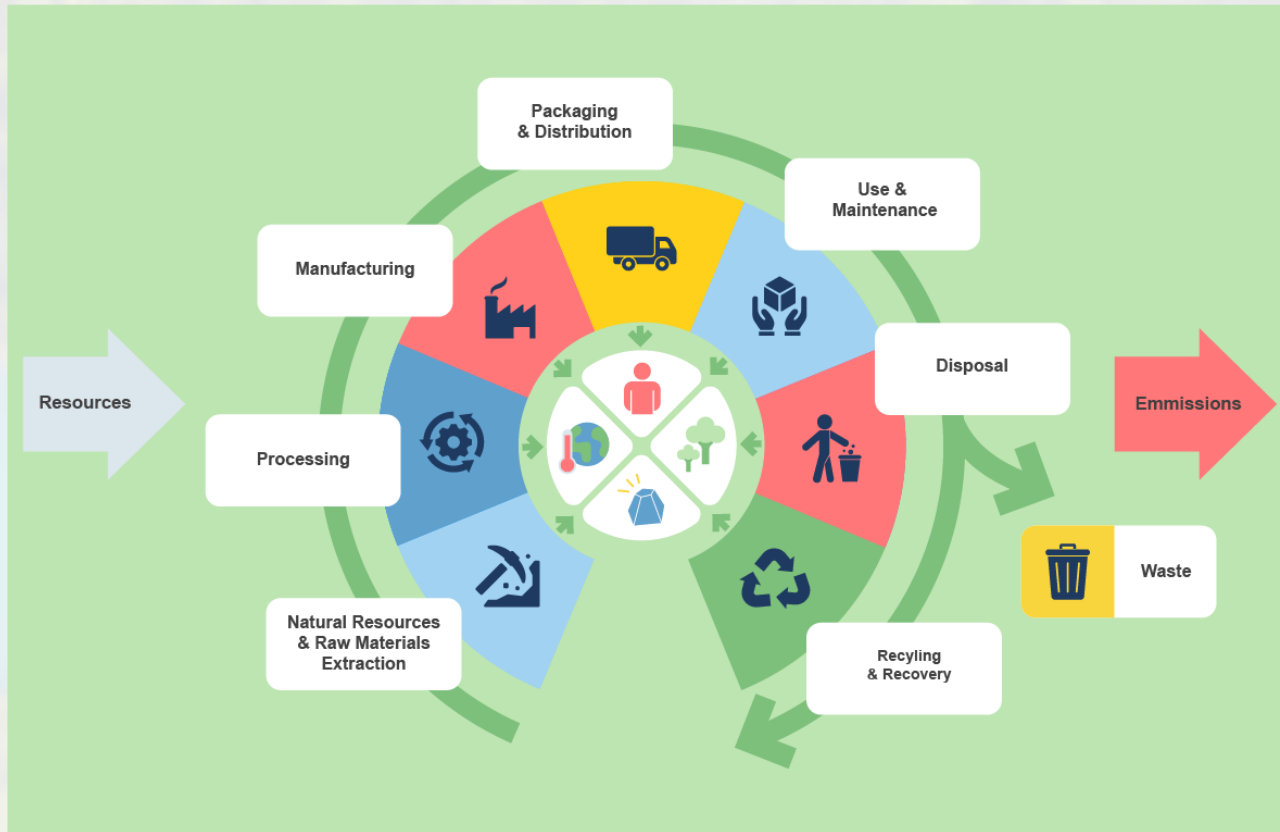 Packaging
& Distribution
Use &
Maintenance
Manufacturing
Disposal
Resources
Emmissions
Processing
Waste
Natural Resources
& Raw Materials
Extraction
Recyling
& Recovery